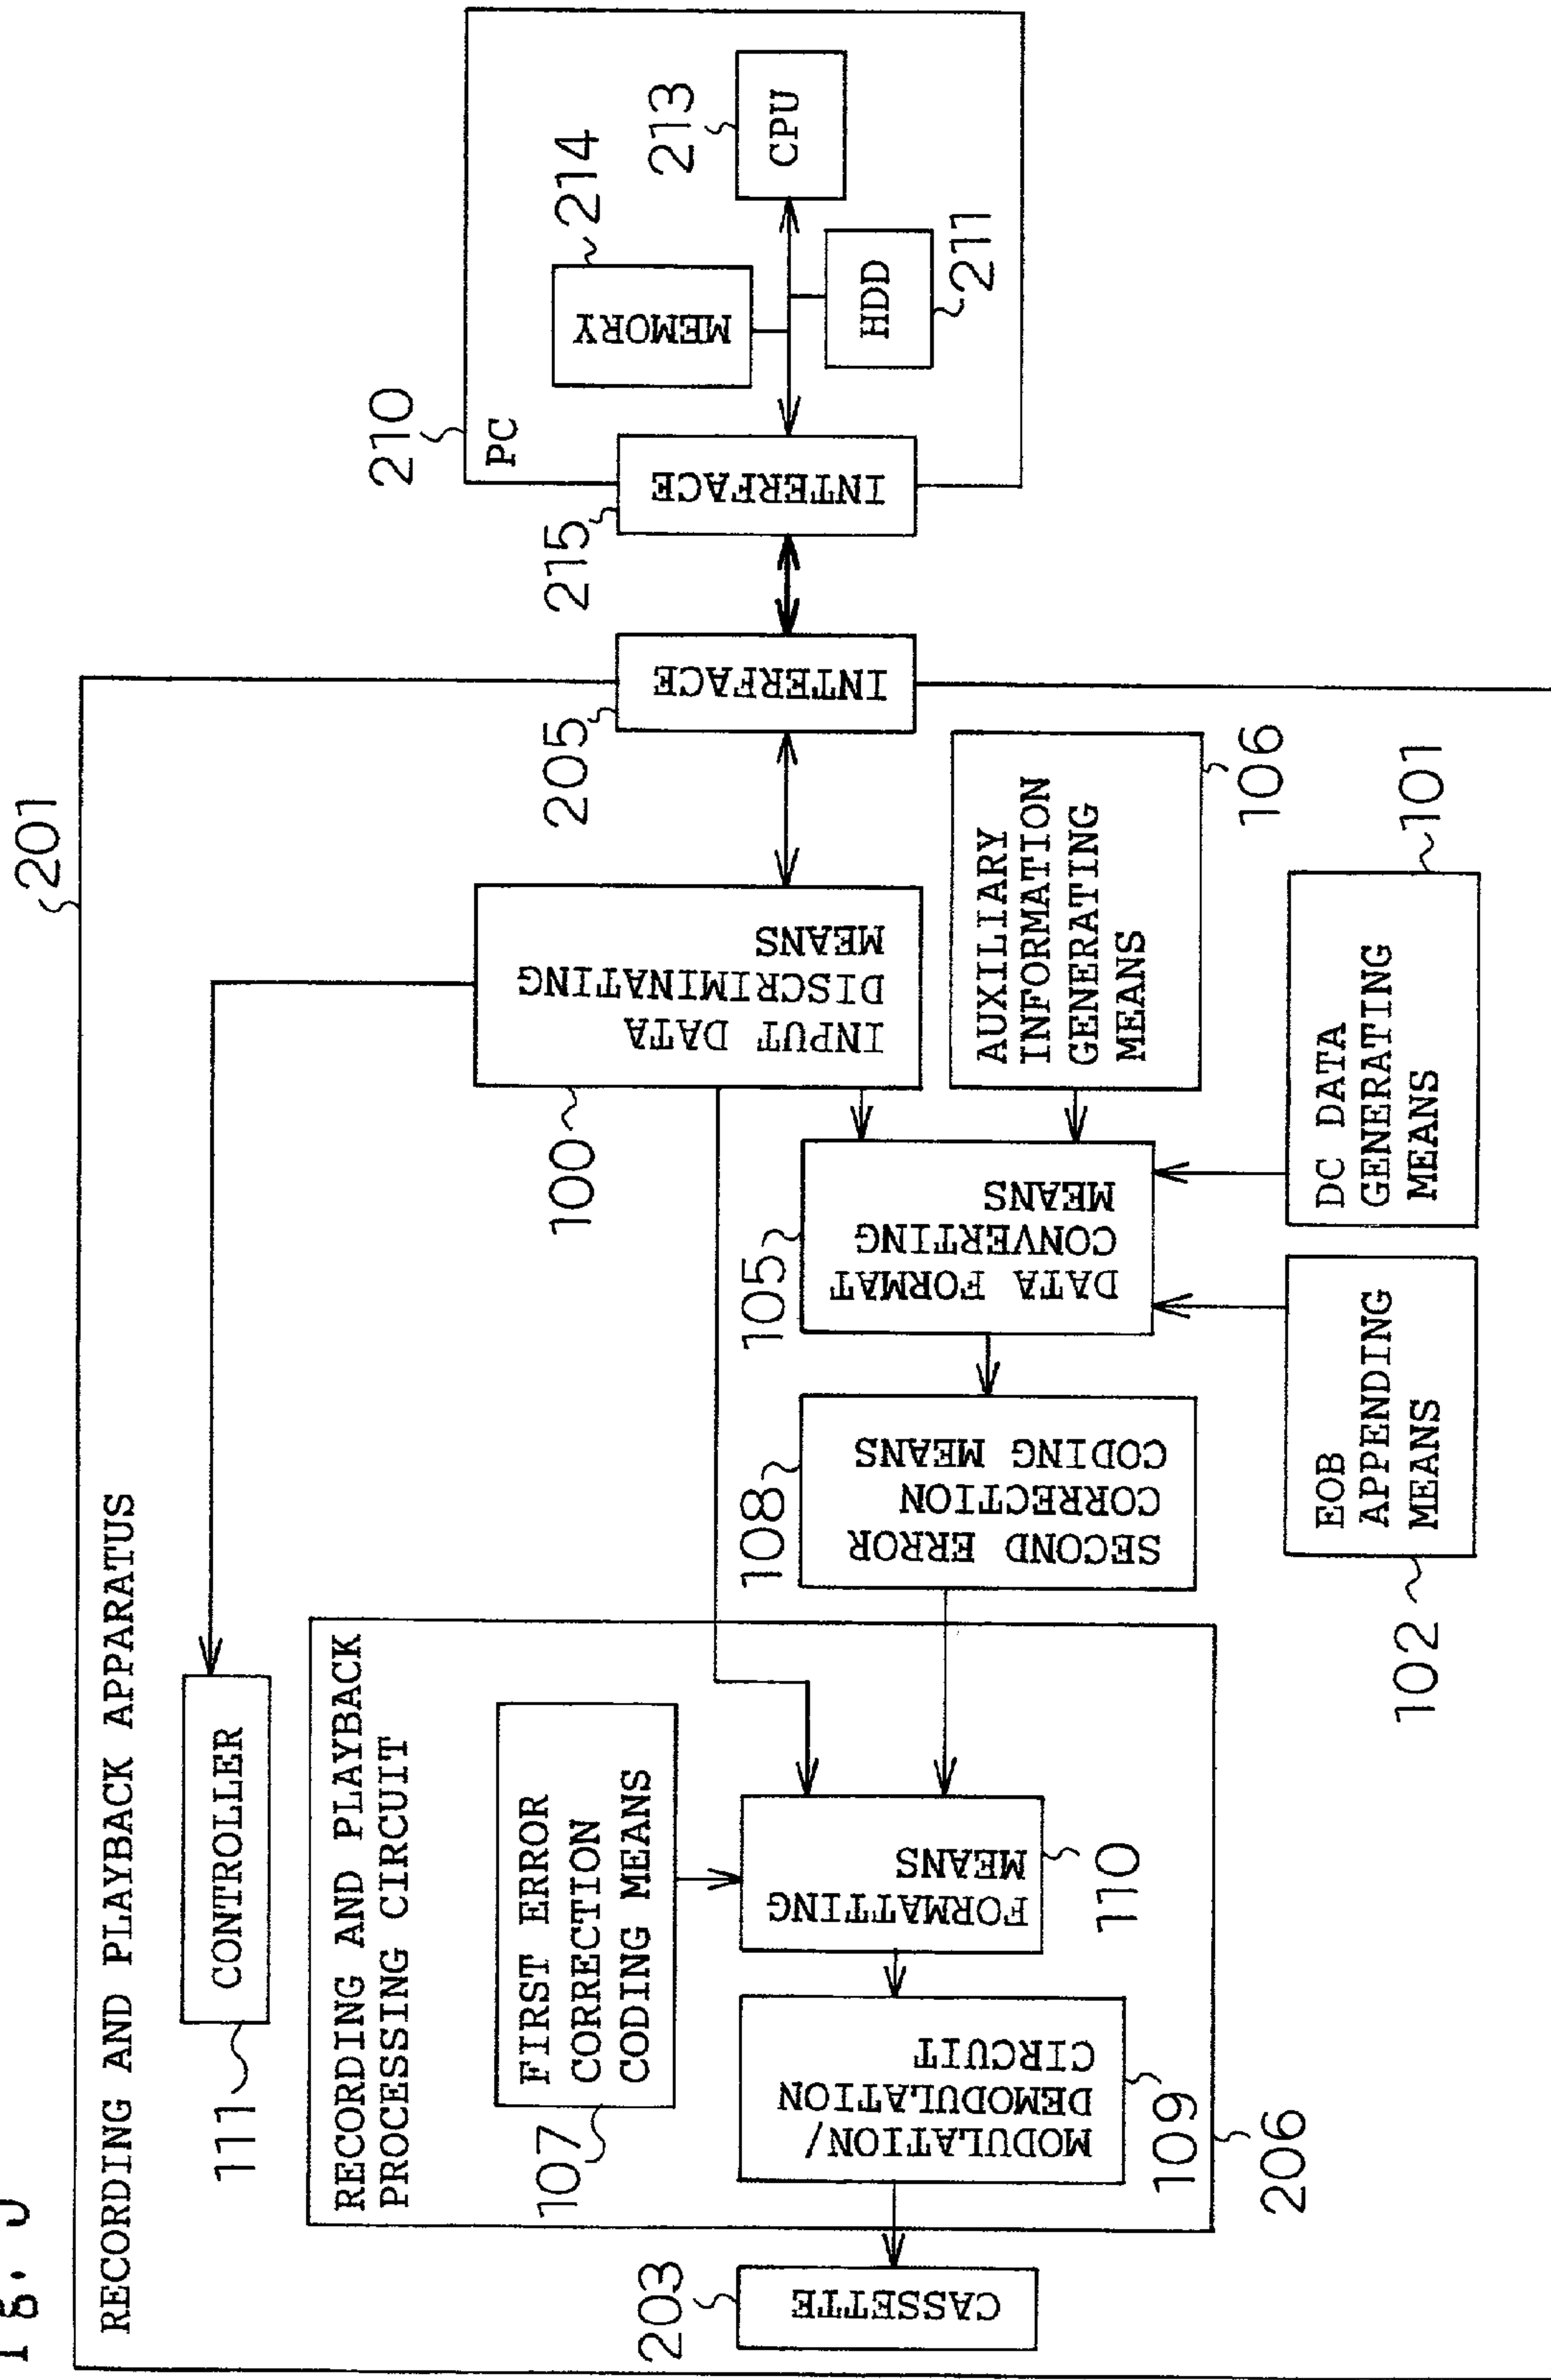 201
RECORDING AND PLAYBACK APPARATUS
111
CONTROLLER
RECORDING AND PLAYBACK
PROCESSING CIRCUIT
107
FIRST ERROR
CORRECTION
CODING MEANS
203
CASSETTE
MODULATION/
DEMODULATION
CIRCUIT
109
206
FORMATTING
MEANS
110
108
SECOND ERROR
CORRECTION
CODING MEANS
105
DATA FORMAT
CONVERTING
MEANS
100
INPUT DATA
DISCRIMINATING
MEANS
AUXILIARY
INFORMATION
GENERATING
MEANS
106
EOB
APPENDING
MEANS
102
DC DATA
GENERATING
MEANS
101
205
INTERFACE
215
INTERFACE
210
PC
MEMORY
214
HDD
211
CPU
213